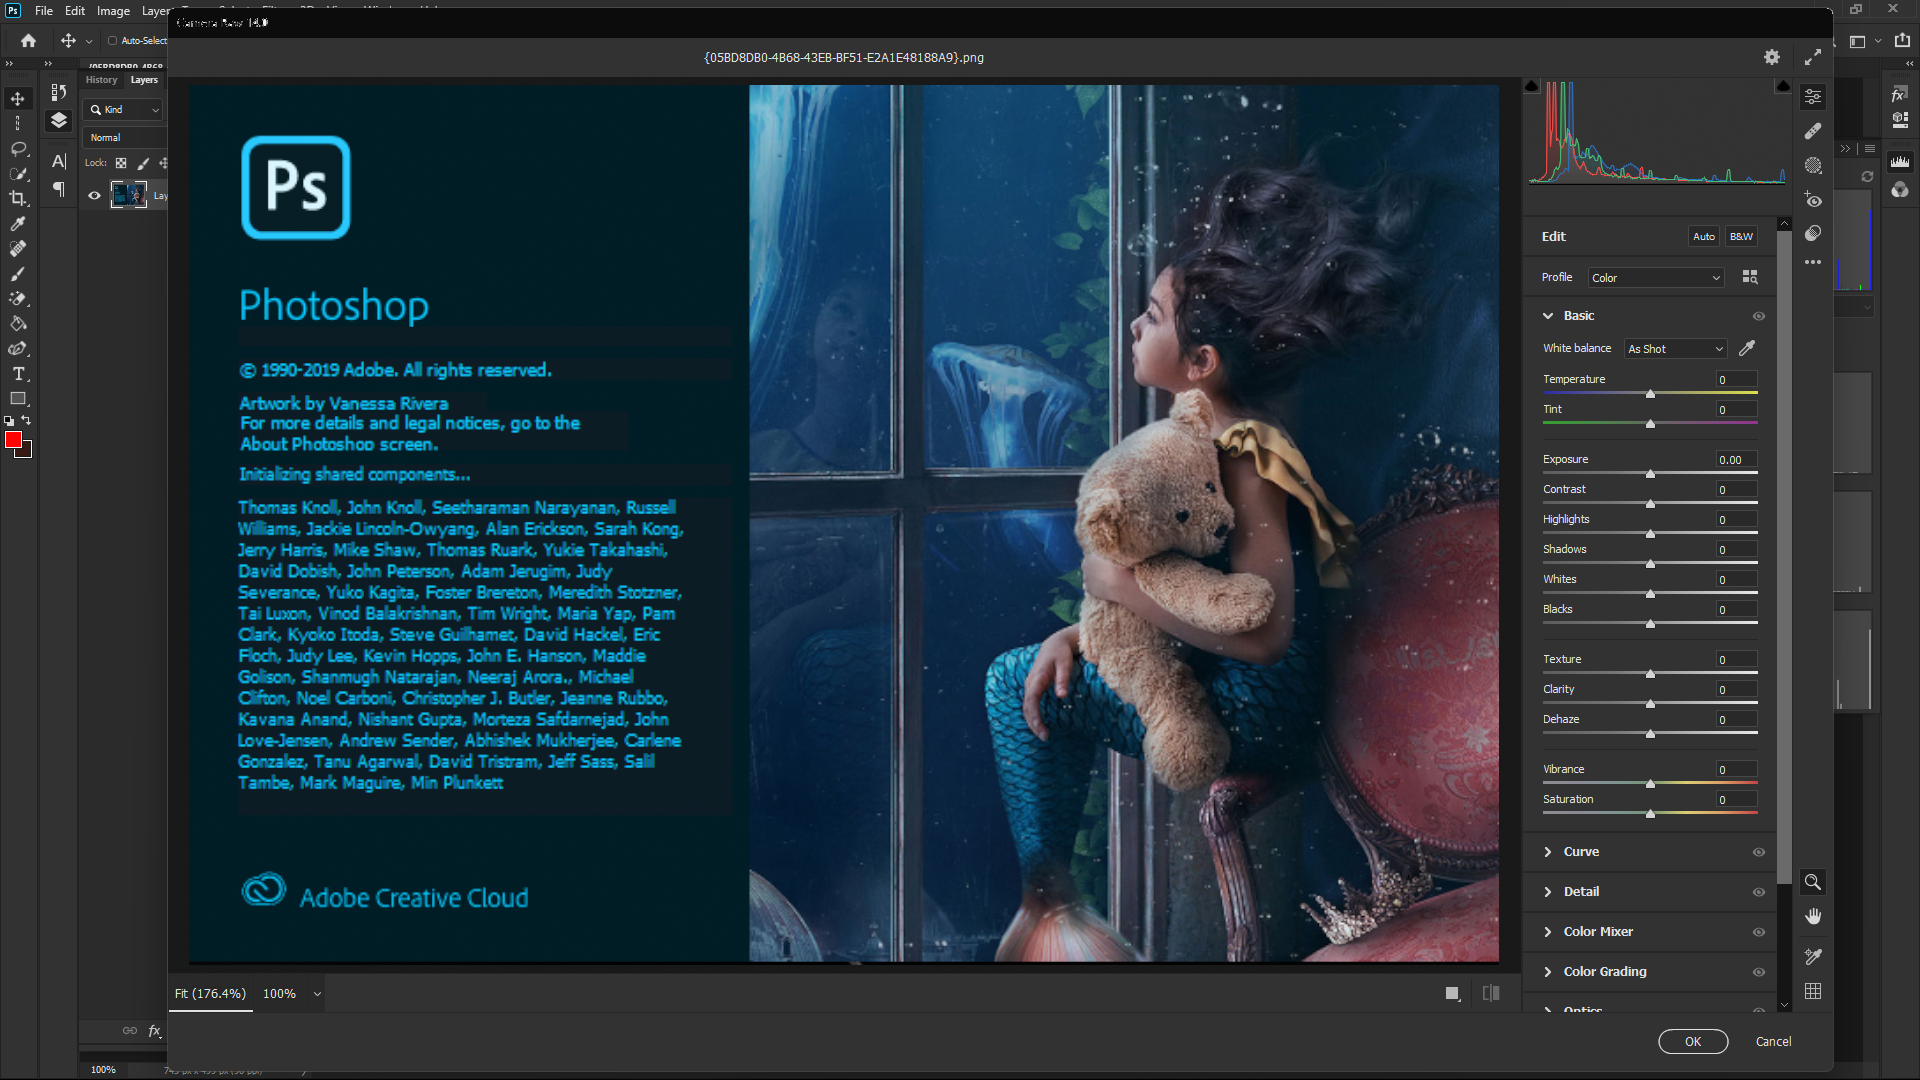 Ps File Edit Image
Camera Raw 14.0
Auto-Select
{05BD8DB0-4B68-43EB-BF51-E2A1E48188A9}.png
History Layers
Kind
Normal
Lock:
Ps
Photoshop
© 1990-2019 Adobe. All rights reserved.
Artwork by Vanessa Rivera
For more details and legal notices, go to the
About Photoshop screen.
Initializing shared components...
Thomas Knoll, John Knoll, Seetharaman Narayanan, Russell
Williams, Jackie Lincoln-Owyang, Alan Erickson, Sarah Kong,
Jerry Harris, Mike Shaw, Thomas Ruark, Yukie Takahashi,
David Dobish, John Peterson, Adam Jerugim, Judy
Severance, Yuko Kagita, Foster Brereton, Meredith Stotzner,
Tai Luxon, Vinod Balakrishnan, Tim Wright, Maria Yap, Pam
Clark, Kyoko Itoda, Steve Guilhamet, David Hackel, Eric
Floch, Judy Lee, Kevin Hopps, John E. Hanson, Maddie
Golison, Shanmugh Natarajan, Neeraj Arora., Michael
Clifton, Noel Carboni, Christopher J. Butler, Jeanne Rubbo,
Kavana Anand, Nishant Gupta, Morteza Safdarnejad, John
Love-Jensen, Andrew Sender, Abhishek Mukherjee, Carlene
Gonzalez, Tanu Agarwal, David Tristram, Jeff Sass, Salil
Tambe, Mark Maguire, Min Plunkett
Adobe Creative Cloud
Edit Auto B&W
Profile Color
Basic
White balance As Shot
Temperature 0
Tint 0
Exposure 0.00
Contrast 0
Highlights 0
Shadows 0
Whites 0
Blacks 0
Texture 0
Clarity 0
Dehaze 0
Vibrance 0
Saturation 0
Curve
Detail
Color Mixer
Color Grading
Optics
Fit (176.4%) 100%
fx
OK Cancel
100%